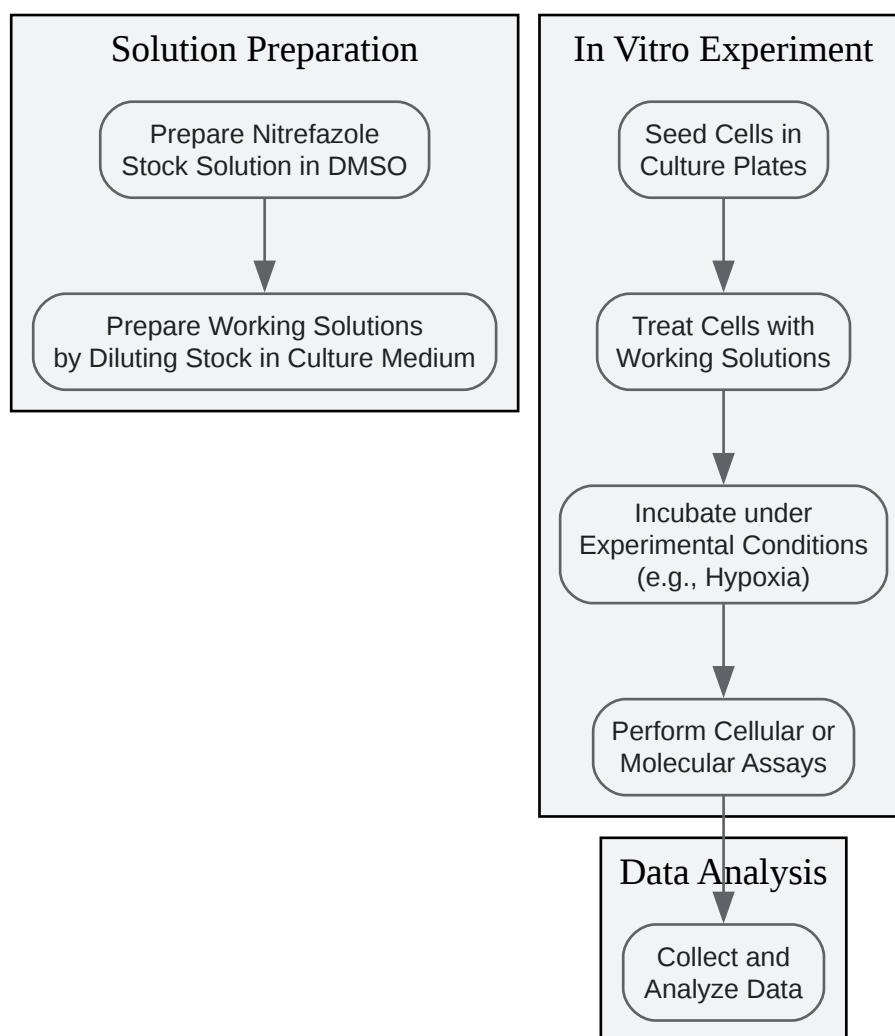 Solution Preparation
Prepare Nitrefazole
Stock Solution in DMSO
Prepare Working Solutions
by Diluting Stock in Culture Medium
In Vitro Experiment
Seed Cells in
Culture Plates
Treat Cells with
Working Solutions
Incubate under
Experimental Conditions
(e.g., Hypoxia)
Perform Cellular or
Molecular Assays
Data Analysis
Collect and
Analyze Data